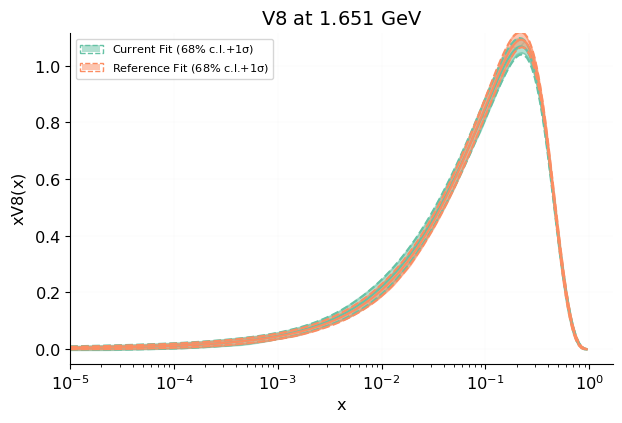 V8 at 1.651 GeV
Current Fit (68% c.l.+1σ)
Reference Fit (68% c.l.+1σ)
xV8(x)
1.0
0.8
0.6
0.4
0.2
0.0
10⁻⁵ 10⁻⁴ 10⁻³ 10⁻² 10⁻¹ 10⁰
x